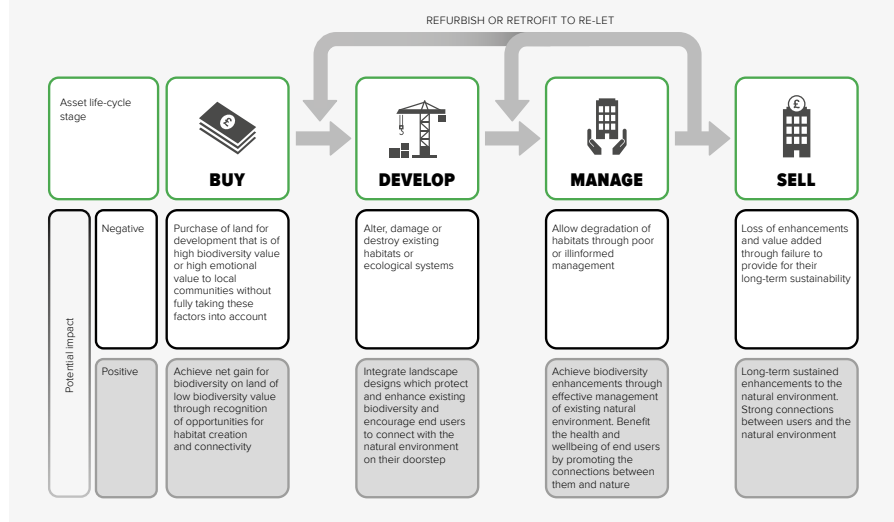 REFURBISH OR RETROFIT TO RE-LET
Asset life-cycle
stage
£
BUY
DEVELOP
MANAGE
£
SELL
Potential impact
Negative
Purchase of land for
development that is of
high biodiversity value
or high emotional
value to local
communities without
fully taking these
factors into account
Alter, damage or
destroy existing
habitats or
ecological systems
Allow degradation of
habitats through poor
or illinformed
management
Loss of enhancements
and value added
through failure to
provide for their
long-term sustainability
Positive
Achieve net gain for
biodiversity on land of
low biodiversity value
through recognition
of opportunities for
habitat creation
and connectivity
Integrate landscape
designs which protect
and enhance existing
biodiversity and
encourage end users
to connect with the
natural environment
on their doorstep
Achieve biodiversity
enhancements through
effective management
of existing natural
environment. Benefit
the health and
wellbeing of end users
by promoting the
connections between
them and nature
Long-term sustained
enhancements to the
natural environment.
Strong connections
between users and the
natural environment